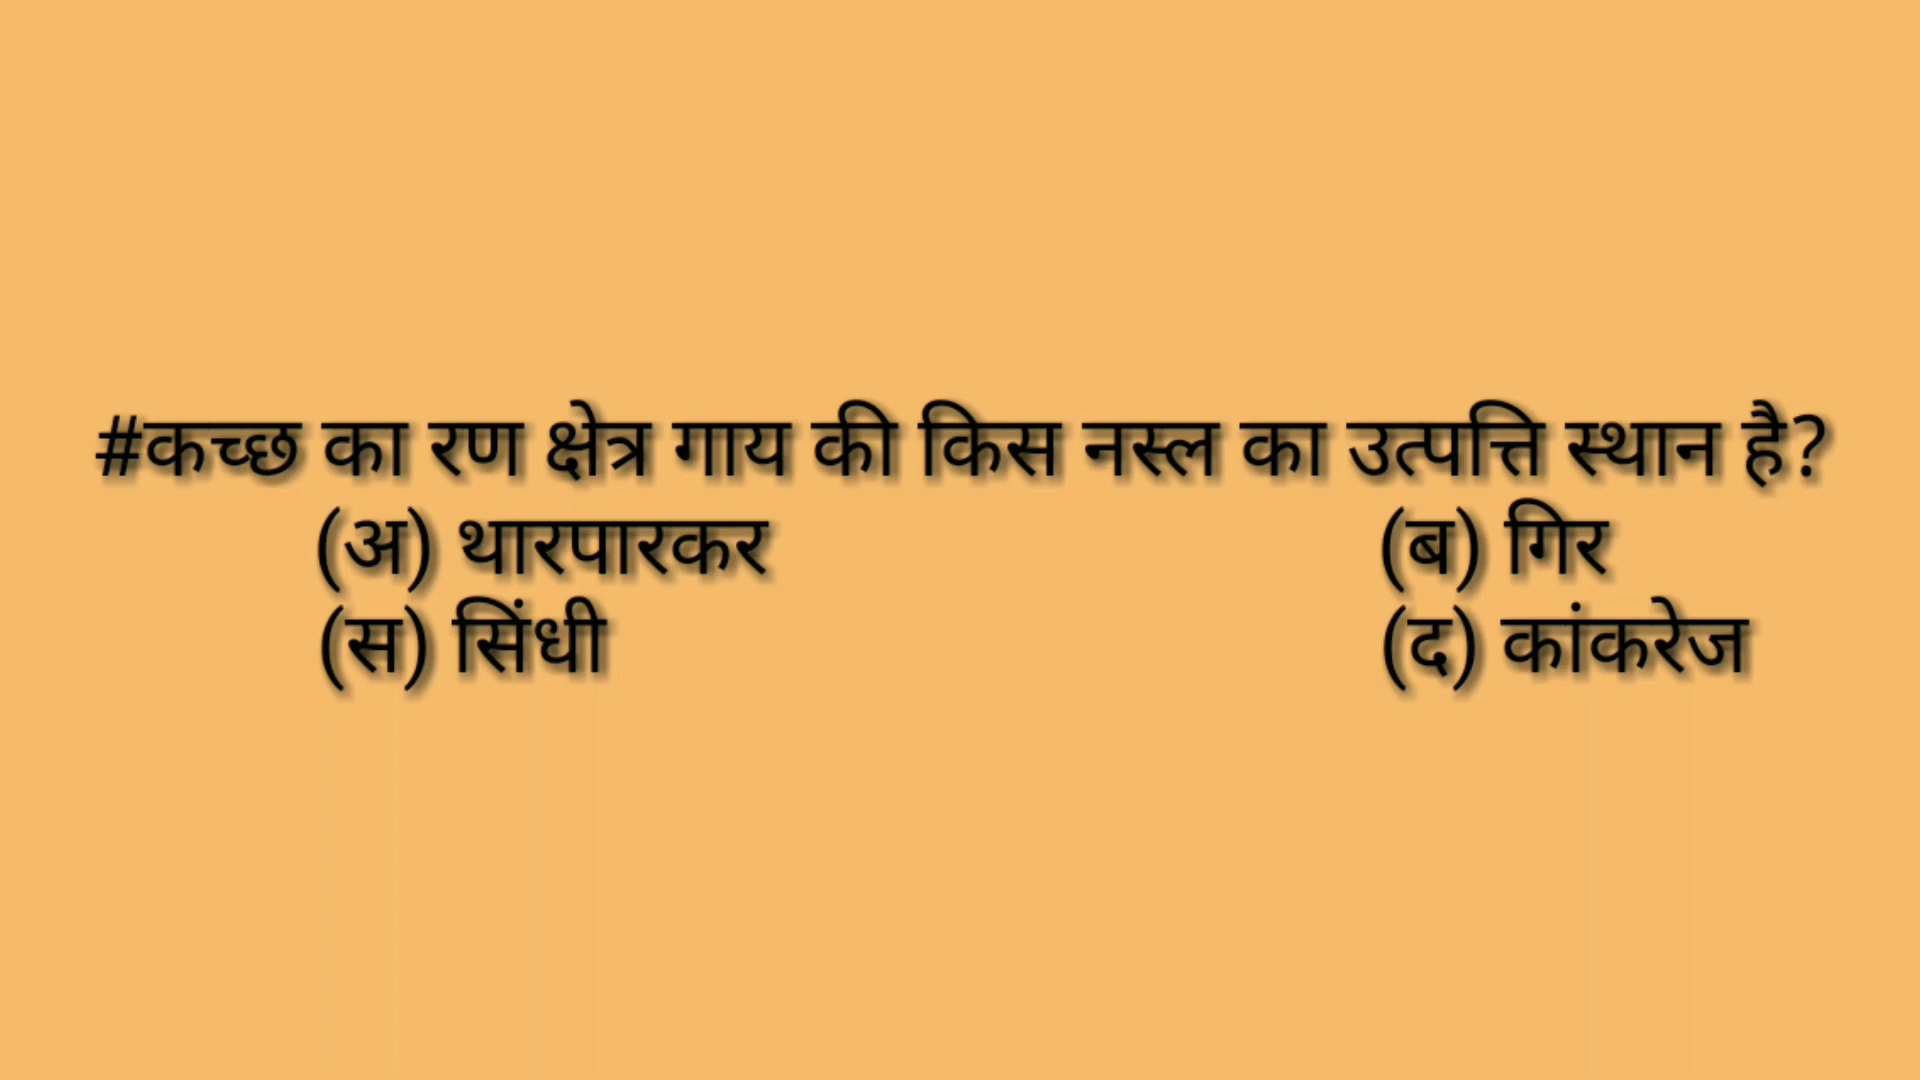 #कच्छ का रण क्षेत्र गाय की किस नस्ल का उत्पत्ति स्थान है?
(अ) थारपारकर (ब) गिर
(स) सिंधी (द) कांकरेज